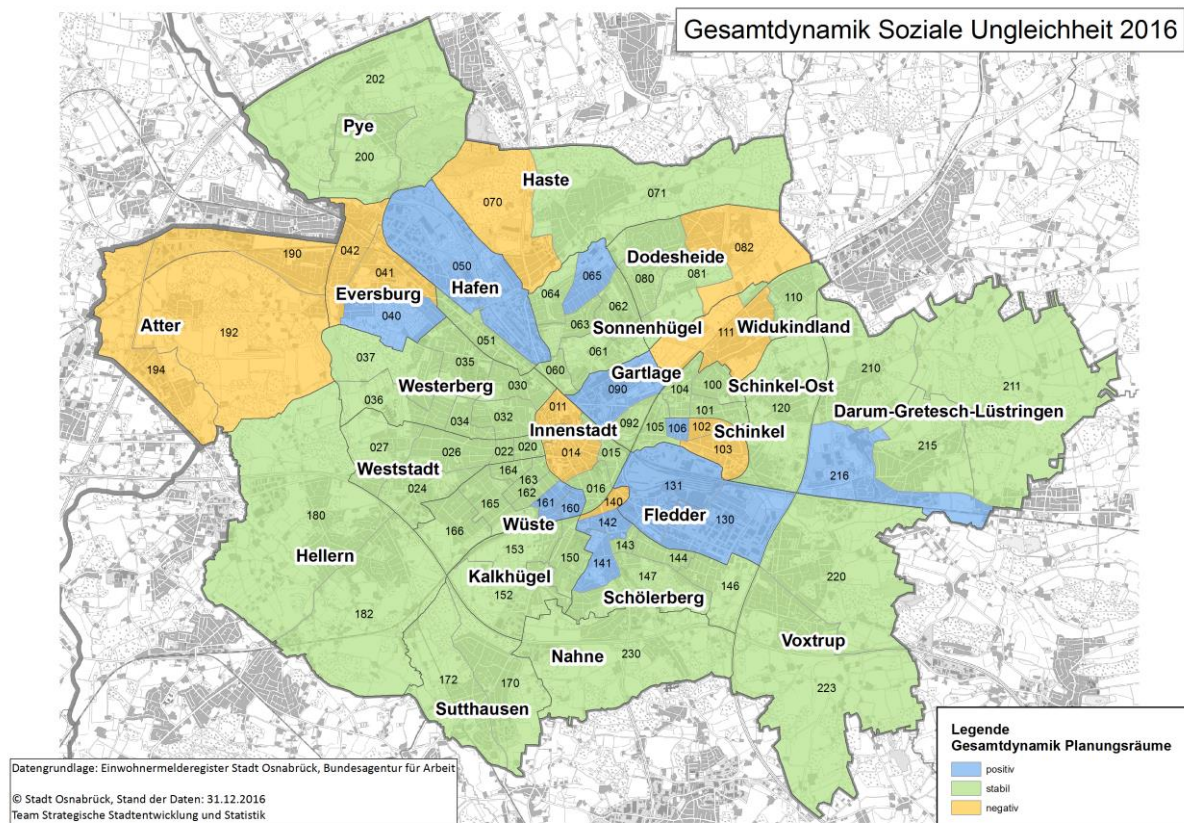 Gesamtdynamik Soziale Ungleichheit 2016
202
Pye
200
Haste
071
070
042
190
041
050
065
Dodesheide
082
080
081
Eversburg
Hafen
064
062
110
040
Atter
192
063
Sonnenhügel
111
Widukindland
051
061
037
194
035
060
Gartlage
210
Westerberg
030
090
104
100
Schinkel-Ost
211
036
011
101
120
Darum-Gretesch-Lüstringen
034
032
Innenstadt
092
105
106
102
Schinkel
027
026
022
020
014
015
103
215
Weststadt
164
216
024
163
016
131
162
165
161
160
140
Fledder
130
180
Wüste
142
166
153
143
Hellern
150
141
144
Kalkhügel
147
146
220
152
Schölerberg
182
Voxtrup
Nahne
230
172
170
223
Sutthausen
Legende
Gesamtdynamik Planungsräume
positiv
stabil
negativ
Datengrundlage: Einwohnermelderegister Stadt Osnabrück, Bundesagentur für Arbeit
© Stadt Osnabrück, Stand der Daten: 31.12.2016
Team Strategische Stadtentwicklung und Statistik